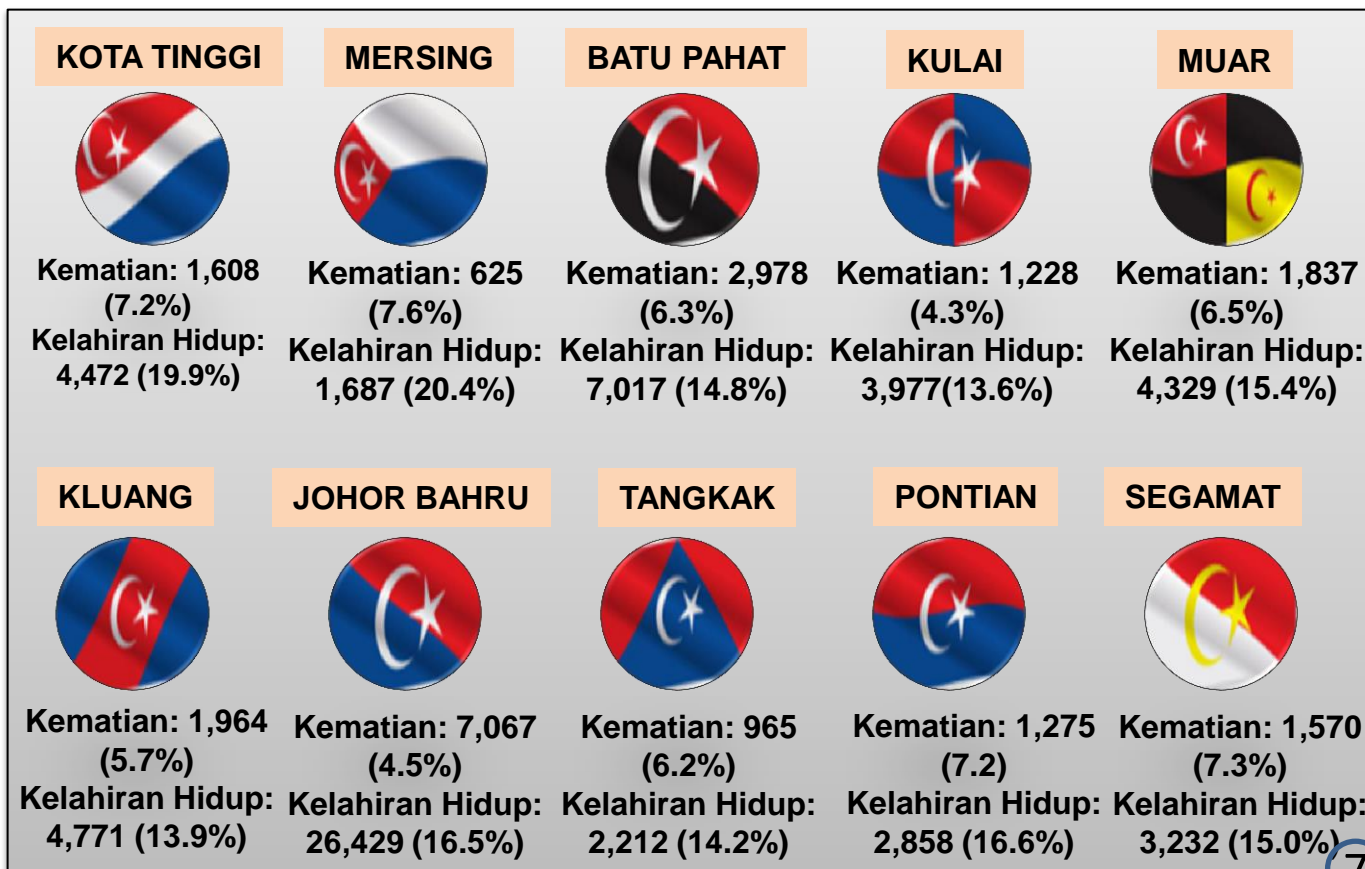 KOTA TINGGI
Kematian: 1,608
(7.2%)
Kelahiran Hidup:
4,472 (19.9%)
MERSING
Kematian: 625
(7.6%)
Kelahiran Hidup:
1,687 (20.4%)
BATU PAHAT
Kematian: 2,978
(6.3%)
Kelahiran Hidup:
7,017 (14.8%)
KULAI
Kematian: 1,228
(4.3%)
Kelahiran Hidup:
3,977(13.6%)
MUAR
Kematian: 1,837
(6.5%)
Kelahiran Hidup:
4,329 (15.4%)
KLUANG
Kematian: 1,964
(5.7%)
Kelahiran Hidup:
4,771 (13.9%)
JOHOR BAHRU
Kematian: 7,067
(4.5%)
Kelahiran Hidup:
26,429 (16.5%)
TANGKAK
Kematian: 965
(6.2%)
Kelahiran Hidup:
2,212 (14.2%)
PONTIAN
Kematian: 1,275
(7.2)
Kelahiran Hidup:
2,858 (16.6%)
SEGAMAT
Kematian: 1,570
(7.3%)
Kelahiran Hidup:
3,232 (15.0%)
7